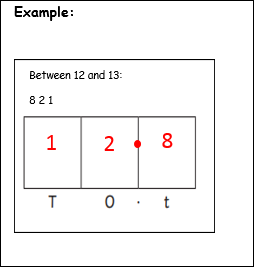 Example:
Between 12 and 13:
8 2 1
1 2 . 8
T O . t